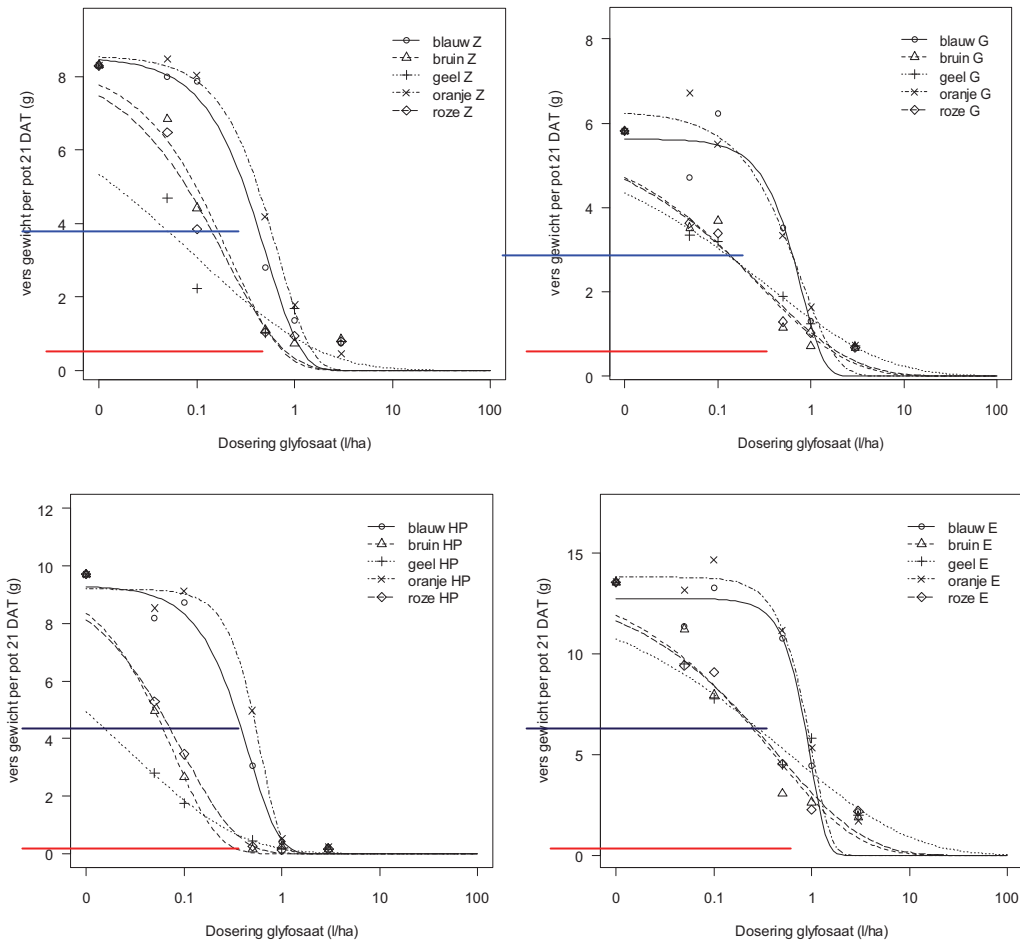 vers gewicht per pot 21 DAT (g)
8
6
4
2
0
0
0.1
1
10
100
Dosering glyfosaat (l/ha)
blauw Z
bruin Z
geel Z
oranje Z
roze Z
vers gewicht per pot 21 DAT (g)
8
6
4
2
0
0
0.1
1
10
100
Dosering glyfosaat (l/ha)
blauw G
bruin G
geel G
oranje G
roze G
vers gewicht per pot 21 DAT (g)
12
10
8
6
4
2
0
0
0.1
1
10
100
Dosering glyfosaat (l/ha)
blauw HP
bruin HP
geel HP
oranje HP
roze HP
vers gewicht per pot 21 DAT (g)
15
10
5
0
0
0.1
1
10
100
Dosering glyfosaat (l/ha)
blauw E
bruin E
geel E
oranje E
roze E